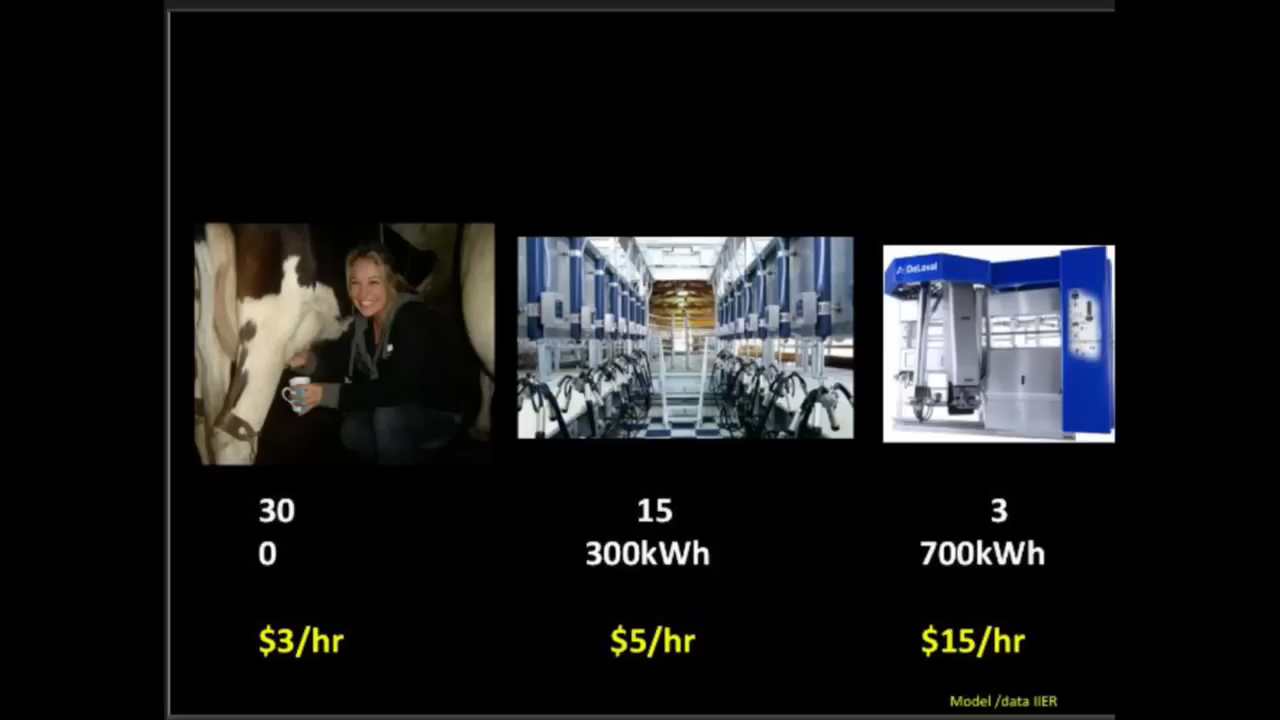 DeLaval
30
15
3
0
300kWh
700kWh
$3/hr
$5/hr
$15/hr
Model /data IIER